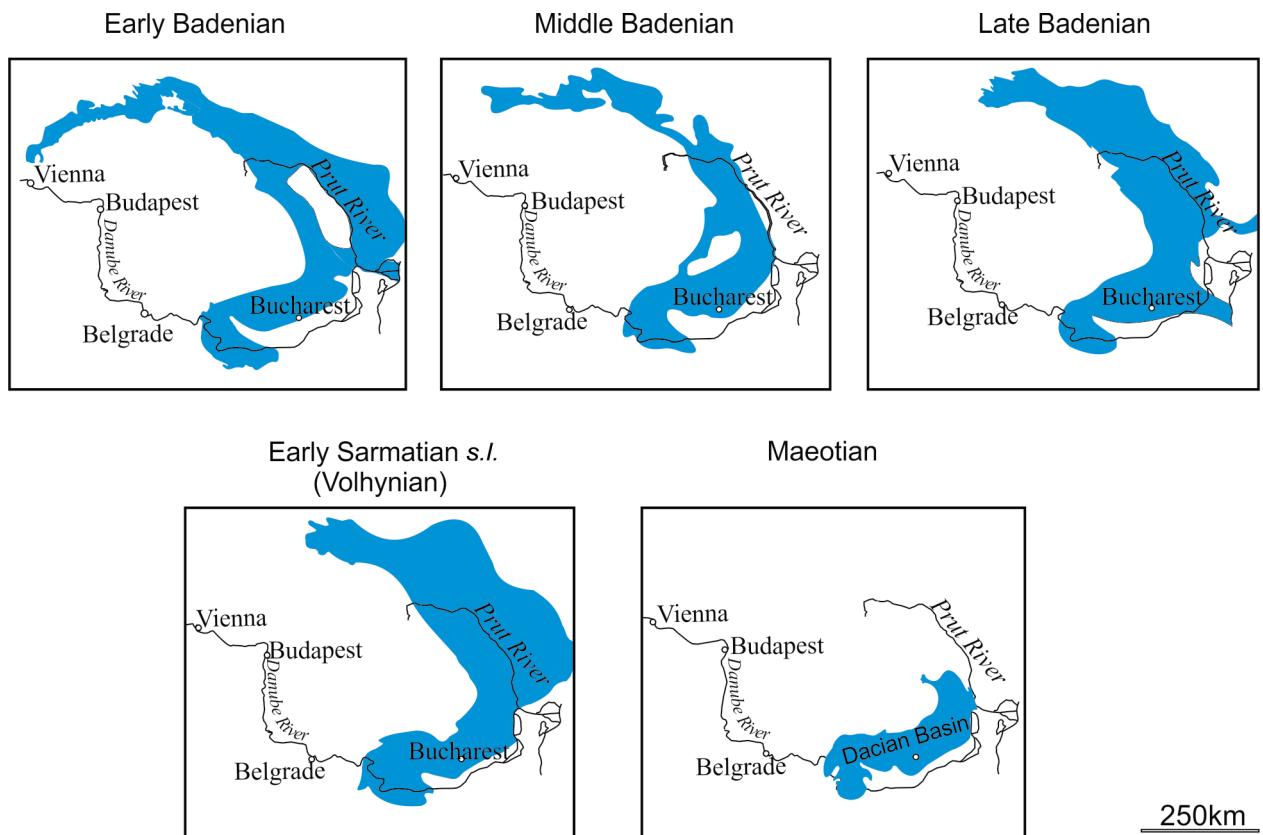 Early Badenian
Middle Badenian
Late Badenian
Vienna
Budapest
Danube River
Belgrade
Bucharest
Prut River
Vienna
Budapest
Danube River
Belgrade
Bucharest
Prut River
Vienna
Budapest
Danube River
Belgrade
Bucharest
Prut River
Early Sarmatian s.l.
(Volhynian)
Maeotian
Vienna
Budapest
Danube River
Belgrade
Bucharest
Prut River
Vienna
Budapest
Danube River
Belgrade
Dacian Basin
Prut River
250km